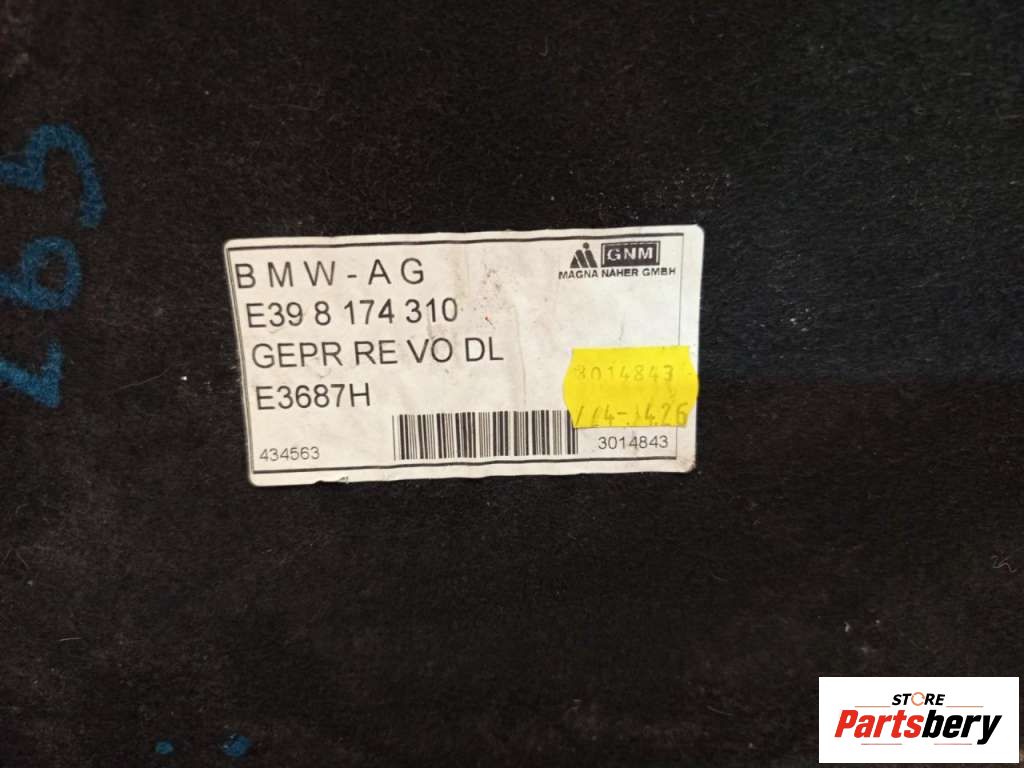 BMW-AG
GNM
MAGNA NÄHER GMBH
E39 8 174 310
GEPR RE VO DL
E3687H
3014843
434563
3014843
STORE
Partsbery